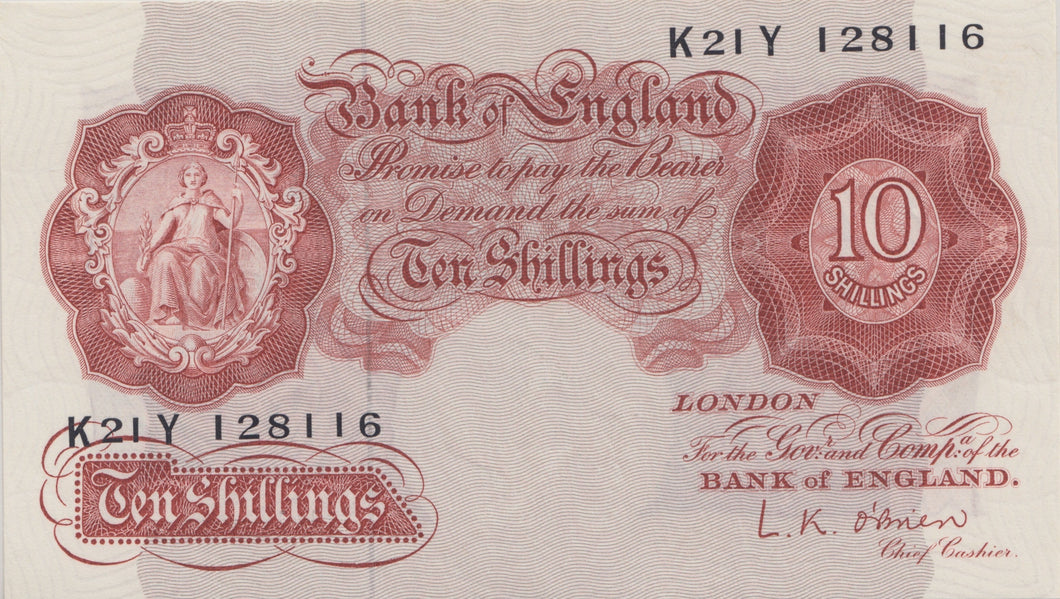 K21Y 128116
Bank of England
Promise to pay the Bearer
on Demand the sum of
Ten Shillings
10
SHILLINGS
K21Y 128116
Ten Shillings
LONDON
For the Govr. and Compa. of the
BANK of ENGLAND.
L.K. O'Brien
Chief Cashier.